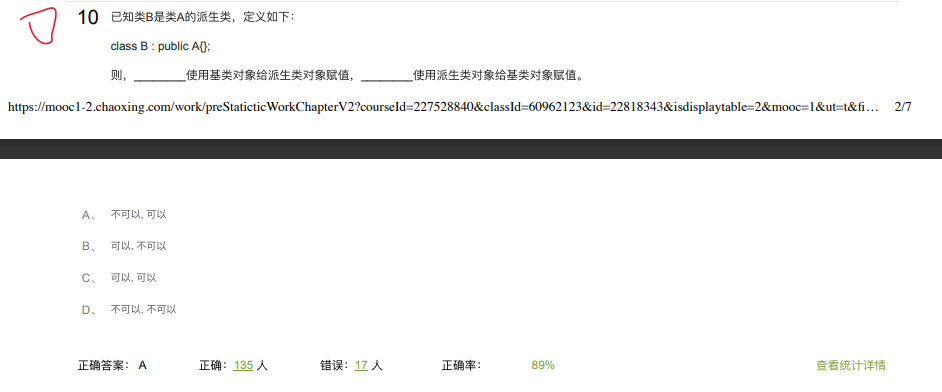 10 已知类B是类A的派生类，定义如下：
class B : public A{};
则，________使用基类对象给派生类对象赋值，________使用派生类对象给基类对象赋值。
https://mooc1-2.chaoxing.com/work/preStaticticWorkChapterV2?courseId=227528840&classId=60962123&id=22818343&isdisplaytable=2&mooc=1&ut=t&fi… 2/7
A、 不可以, 可以
B、 可以, 不可以
C、 可以, 可以
D、 不可以, 不可以
正确答案： A 正确： 135 人 错误： 17 人 正确率： 89% 查看统计详情